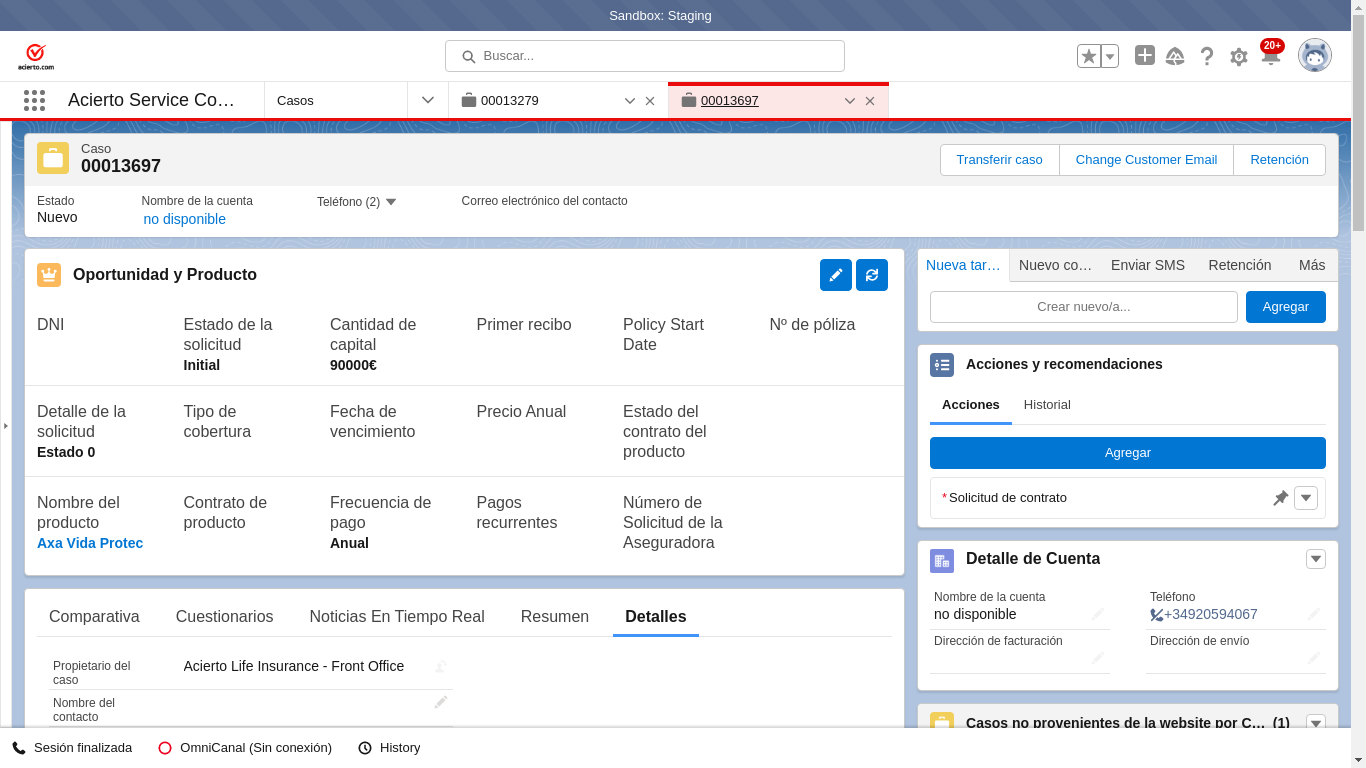 Sandbox: Staging
acierto.com
Buscar...
20+
Acierto Service Co…
Casos
00013279
00013697
Caso
00013697
Transferir caso
Change Customer Email
Retención
Estado
Nuevo
Nombre de la cuenta
no disponible
Teléfono (2)
Correo electrónico del contacto
Oportunidad y Producto
DNI
Estado de la
solicitud
Initial
Cantidad de
capital
90000€
Primer recibo
Policy Start
Date
Nº de póliza
Detalle de la
solicitud
Estado 0
Tipo de
cobertura
Fecha de
vencimiento
Precio Anual
Estado del
contrato del
producto
Nombre del
producto
Axa Vida Protec
Contrato de
producto
Frecuencia de
pago
Anual
Pagos
recurrentes
Número de
Solicitud de la
Aseguradora
Comparativa
Cuestionarios
Noticias En Tiempo Real
Resumen
Detalles
Propietario del
caso
Acierto Life Insurance - Front Office
Nombre del
contacto
Nueva tar…
Nuevo co…
Enviar SMS
Retención
Más
Crear nuevo/a...
Agregar
Acciones y recomendaciones
Acciones
Historial
Agregar
*Solicitud de contrato
Detalle de Cuenta
Nombre de la cuenta
no disponible
Teléfono
+34920594067
Dirección de facturación
Dirección de envío
Casos no provenientes de la website por C… (1)
Sesión finalizada
OmniCanal (Sin conexión)
History